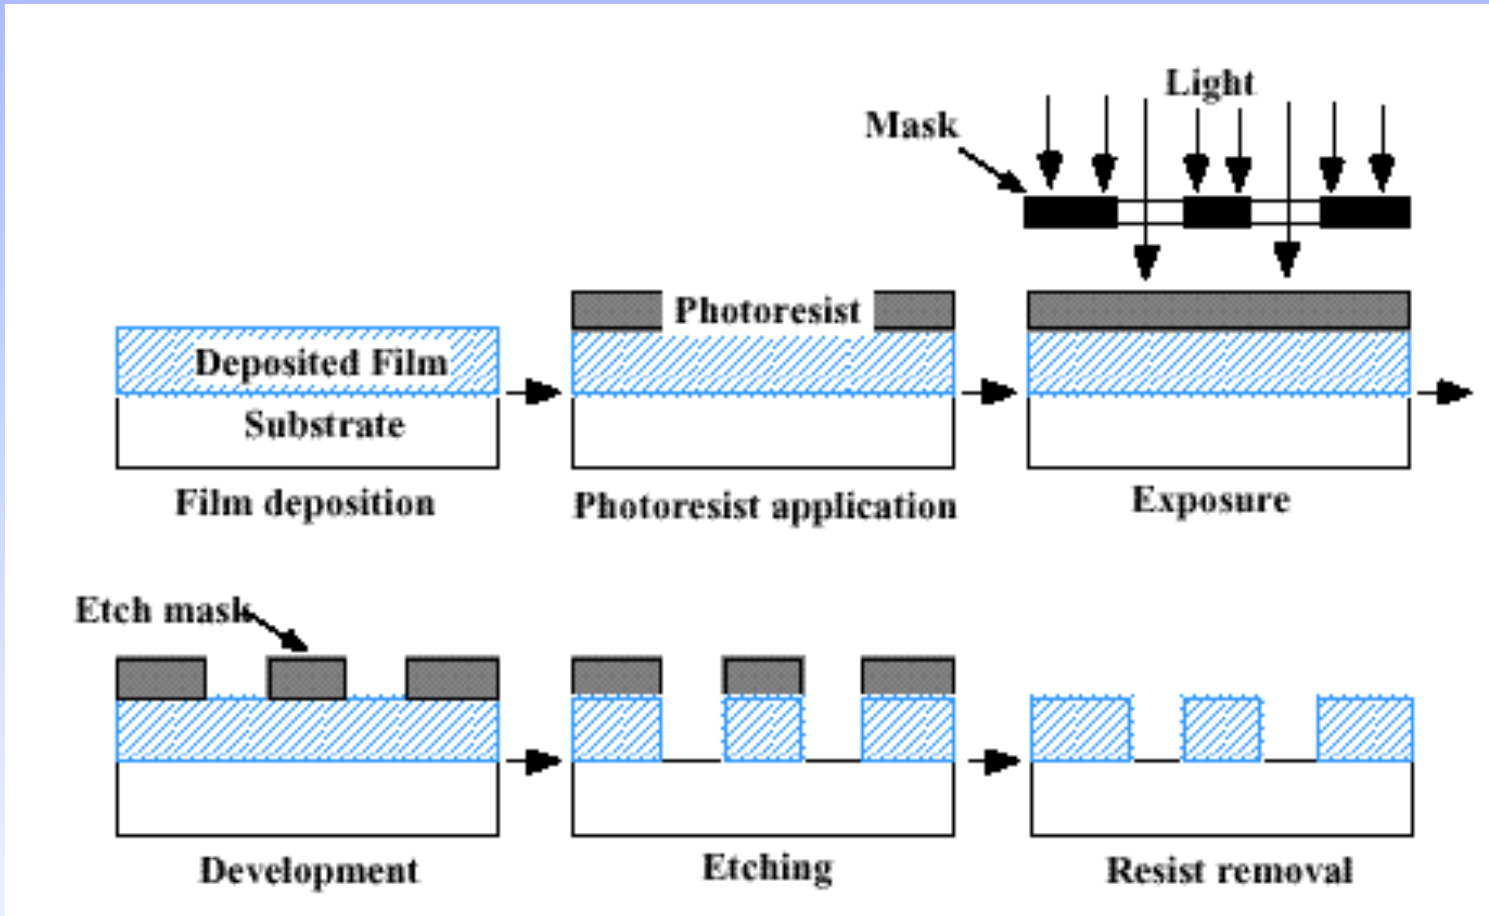 Light
Mask
Deposited Film
Substrate
Film deposition
Photoresist
Photoresist application
Exposure
Etch mask
Development
Etching
Resist removal